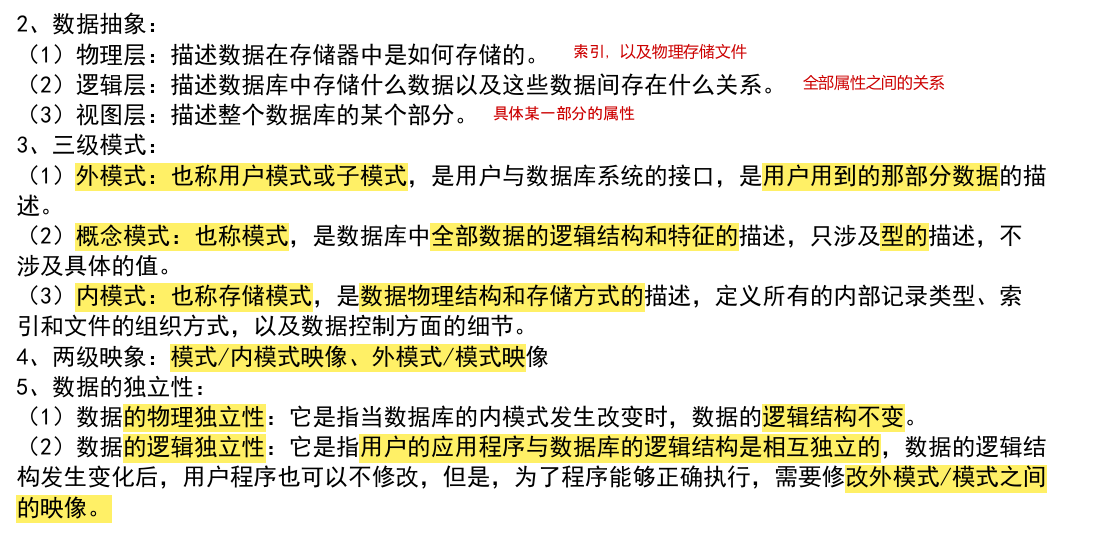 2、数据抽象：
（1）物理层：描述数据在存储器中是如何存储的。 索引，以及物理存储文件
（2）逻辑层：描述数据库中存储什么数据以及这些数据间存在什么关系。 全部属性之间的关系
（3）视图层：描述整个数据库的某个部分。 具体某一部分的属性
3、三级模式：
（1）外模式：也称用户模式或子模式，是用户与数据库系统的接口，是用户用到的那部分数据的描
述。
（2）概念模式：也称模式，是数据库中全部数据的逻辑结构和特征的描述，只涉及型的描述，不
涉及具体的值。
（3）内模式：也称存储模式，是数据物理结构和存储方式的描述，定义所有的内部记录类型、索
引和文件的组织方式，以及数据控制方面的细节。
4、两级映象：模式/内模式映像、外模式/模式映像
5、数据的独立性：
（1）数据的物理独立性：它是指当数据库的内模式发生改变时，数据的逻辑结构不变。
（2）数据的逻辑独立性：它是指用户的应用程序与数据库的逻辑结构是相互独立的，数据的逻辑结
构发生变化后，用户程序也可以不修改，但是，为了程序能够正确执行，需要修改外模式/模式之间
的映像。